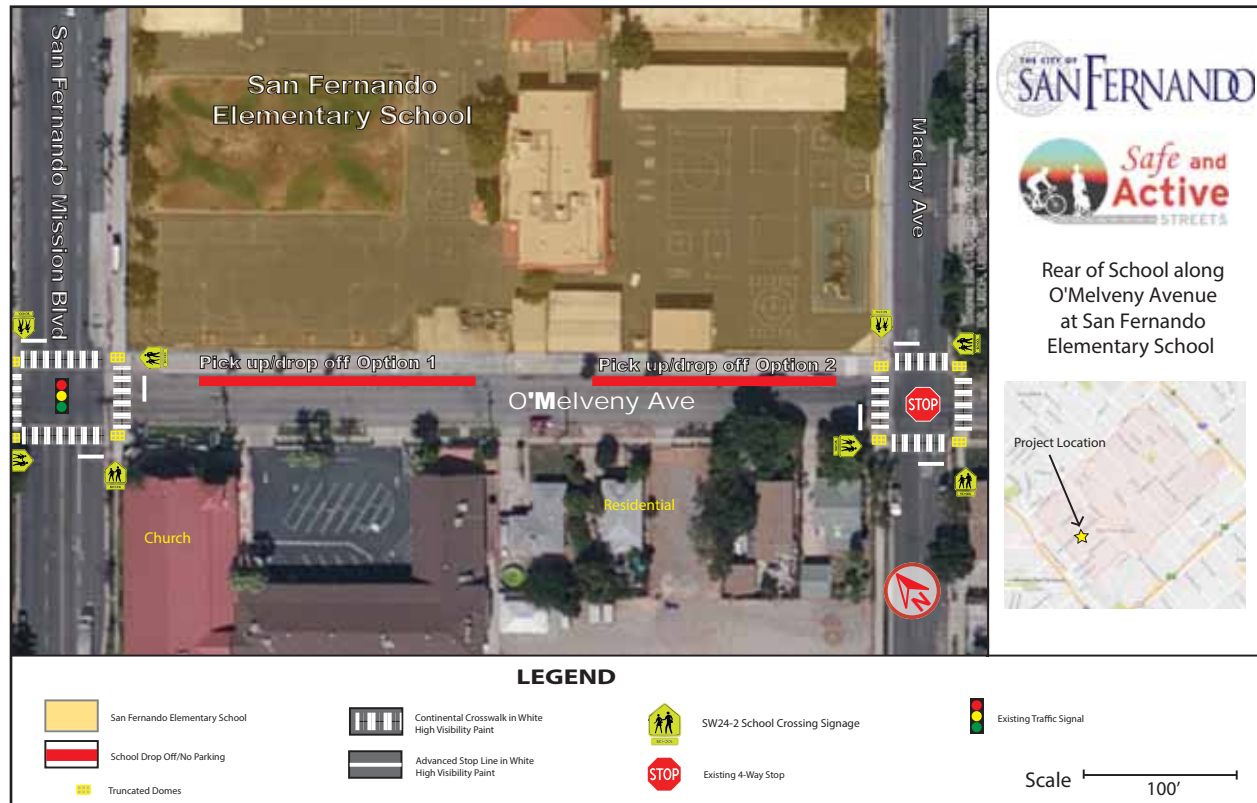 San Fernando Mission Blvd
San Fernando
Elementary School
Maclay Ave
Pick up/drop off Option 1
Pick up/drop off Option 2
O'Melveny Ave
STOP
Church
Residential
N
THE CITY OF
SAN FERNANDO
Safe and
Active
STREETS
Rear of School along
O'Melveny Avenue
at San Fernando
Elementary School
Project Location
LEGEND
San Fernando Elementary School
School Drop Off/No Parking
Truncated Domes
Continental Crosswalk in White
High Visibility Paint
Advanced Stop Line in White
High Visibility Paint
SW24-2 School Crossing Signage
STOP
Existing 4-Way Stop
Existing Traffic Signal
Scale
100'